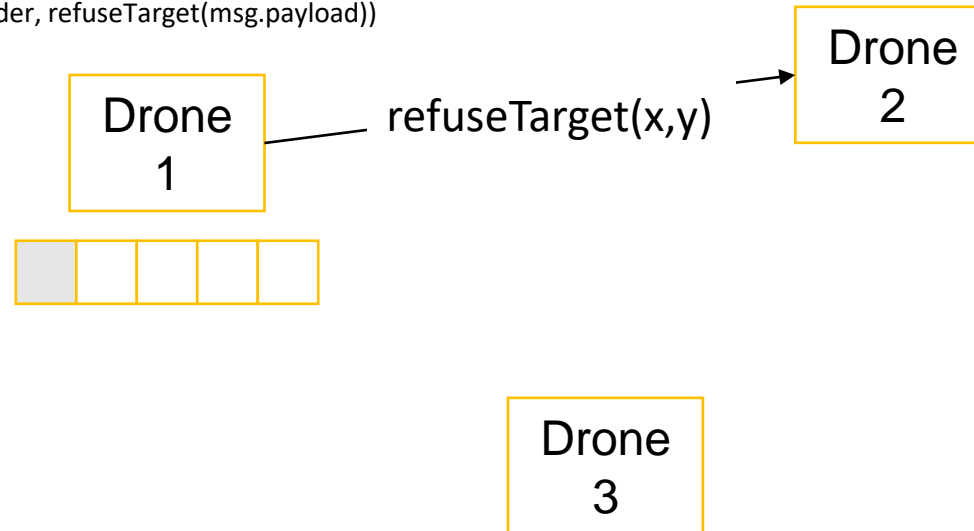 der, refuseTarget(msg.payload))
Drone
1
refuseTarget(x,y)
Drone
2
Drone
3